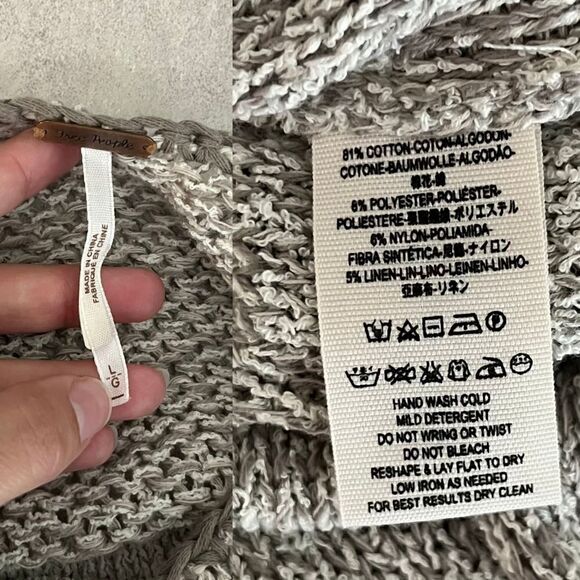 Free People
MADE IN CHINA
FABRIQUÉ EN CHINE
L
G
81% COTTON-COTON-ALGODÓN-
COTONE-BAUMWOLLE-ALGODÃO-
棉花-綿
8% POLYESTER-POLIÉSTER-
POLIESTERE-聚酯纖維-ポリエステル
6% NYLON-POLIAMIDA-
FIBRA SINTÉTICA-尼龍-ナイロン
5% LINEN-LIN-LINO-LEINEN-LINHO-
亞麻布-リネン
HAND WASH COLD
MILD DETERGENT
DO NOT WRING OR TWIST
DO NOT BLEACH
RESHAPE & LAY FLAT TO DRY
LOW IRON AS NEEDED
FOR BEST RESULTS DRY CLEAN